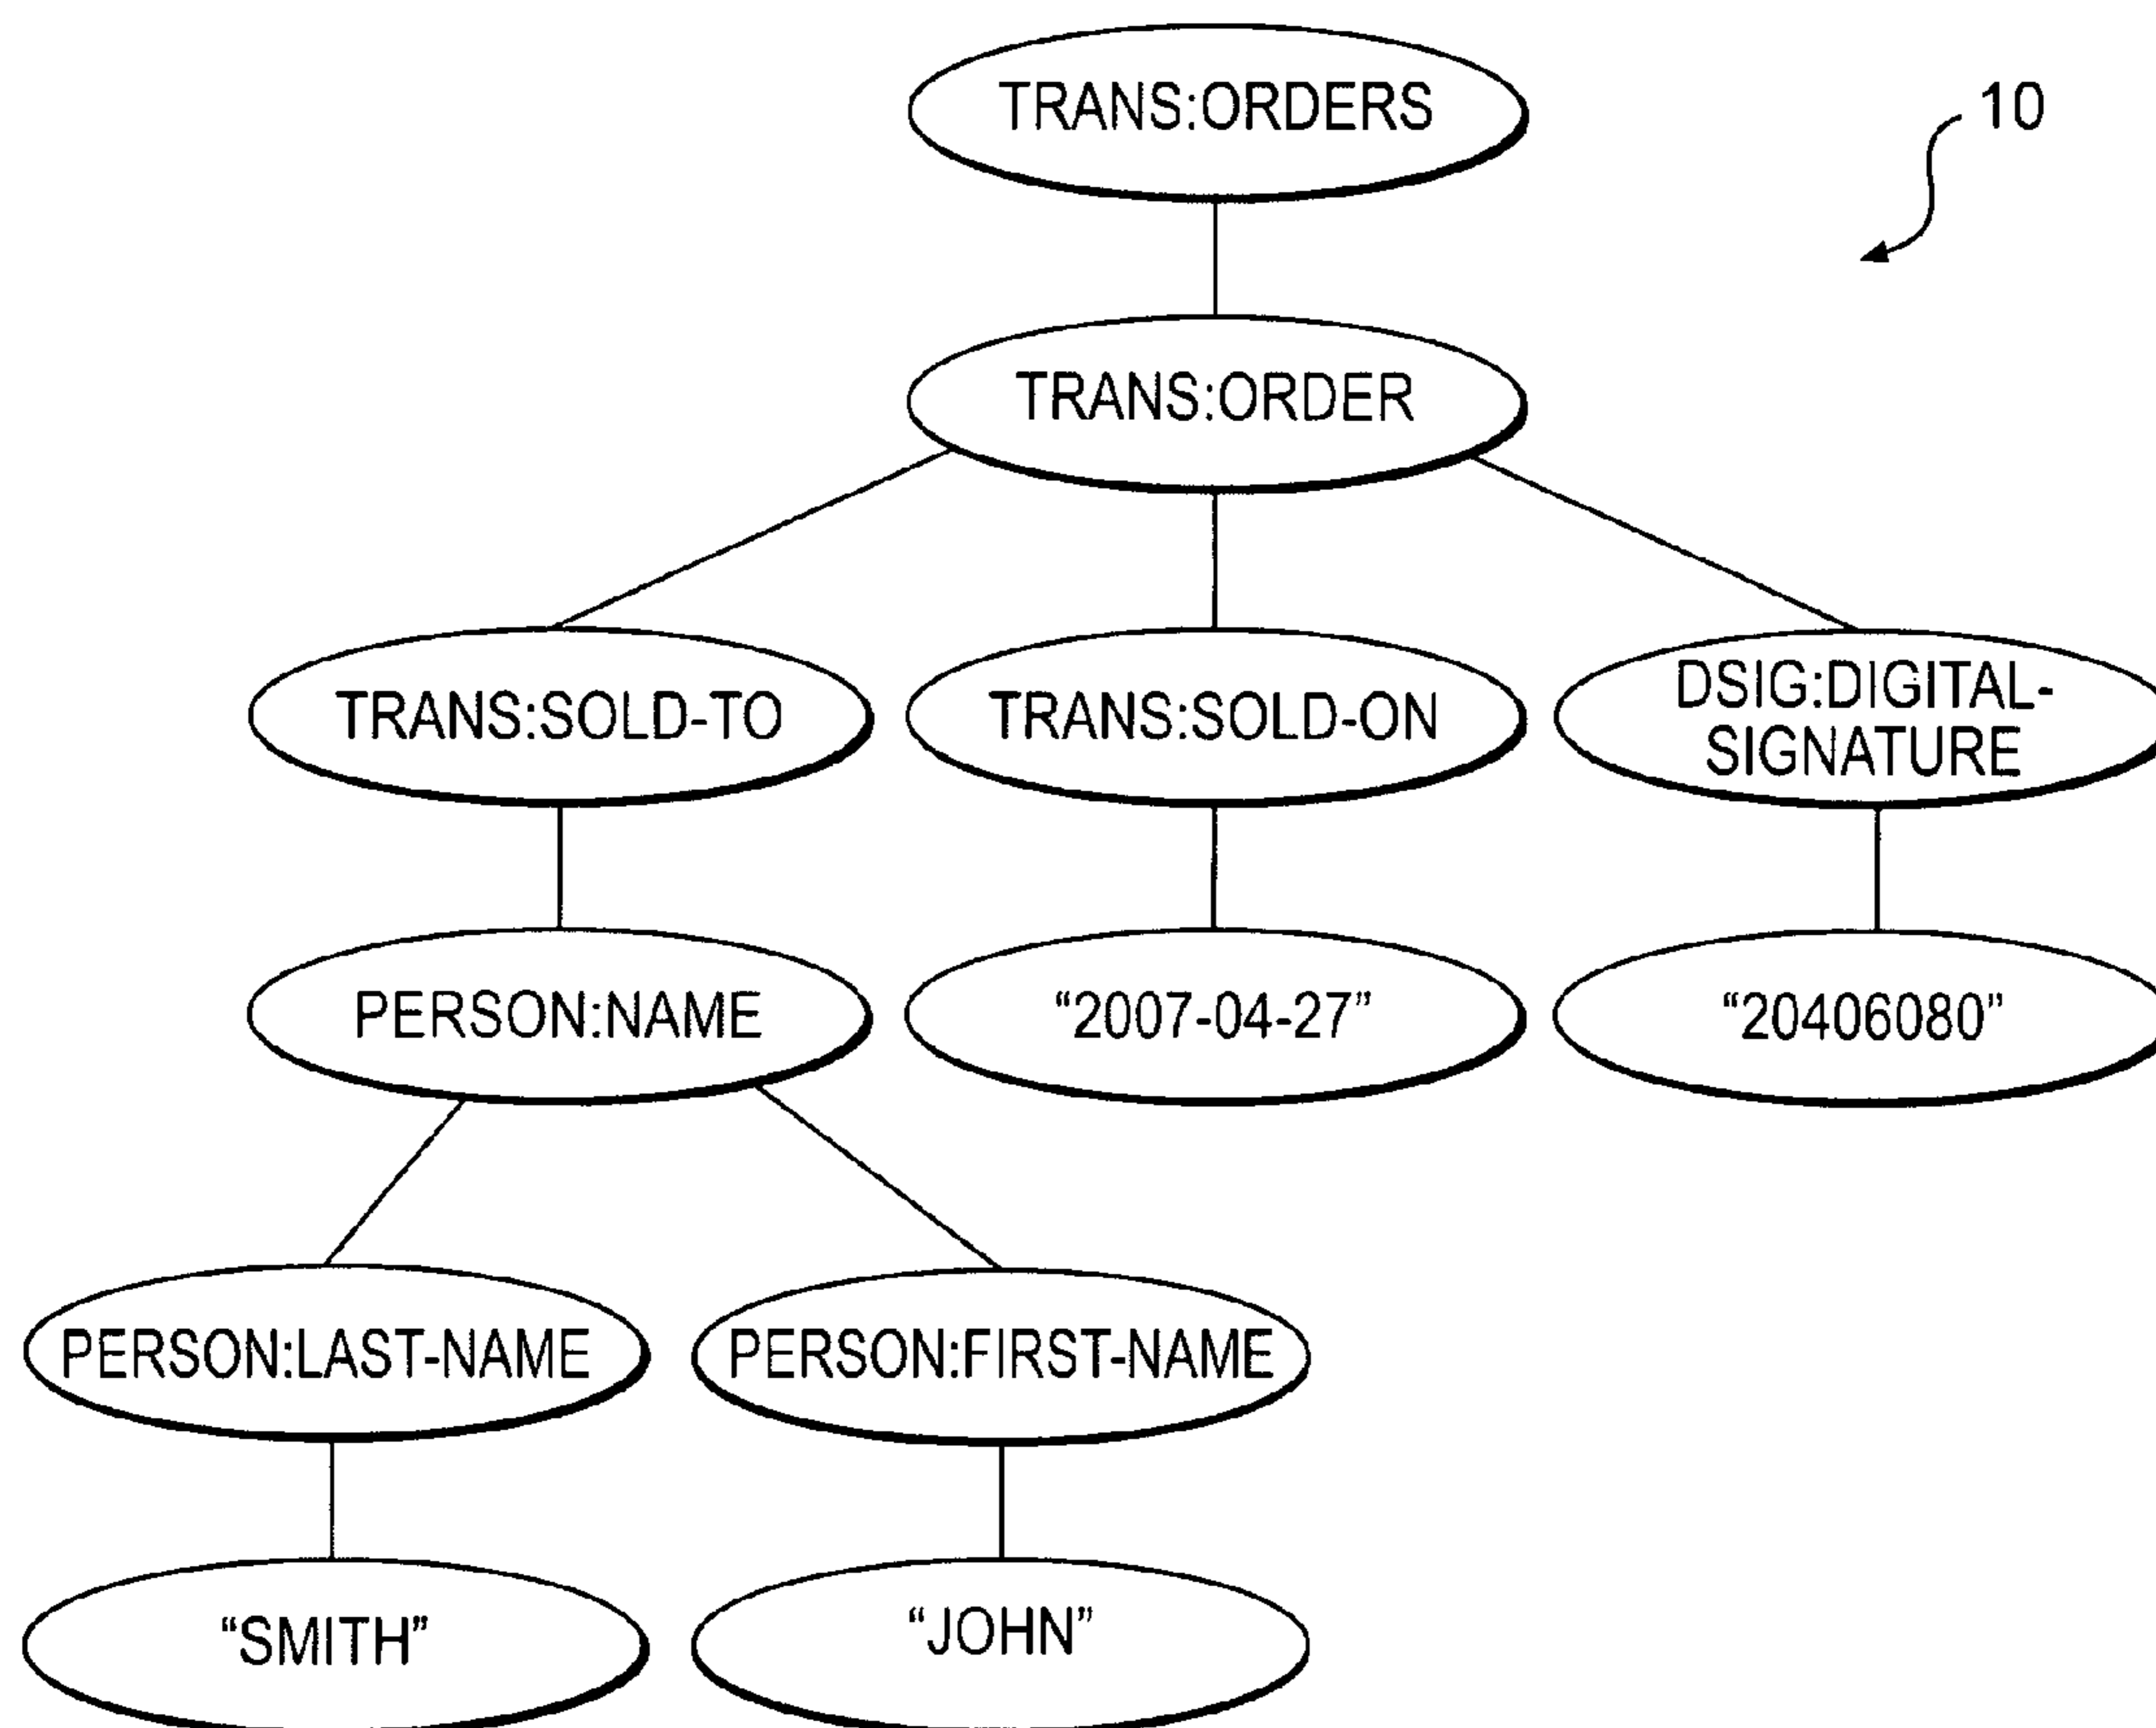 TRANS:ORDERS
10
TRANS:ORDER
TRANS:SOLD-TO
TRANS:SOLD-ON
DSIG:DIGITAL-
SIGNATURE
PERSON:NAME
“2007-04-27”
“20406080”
PERSON:LAST-NAME
PERSON:FIRST-NAME
“SMITH”
“JOHN”